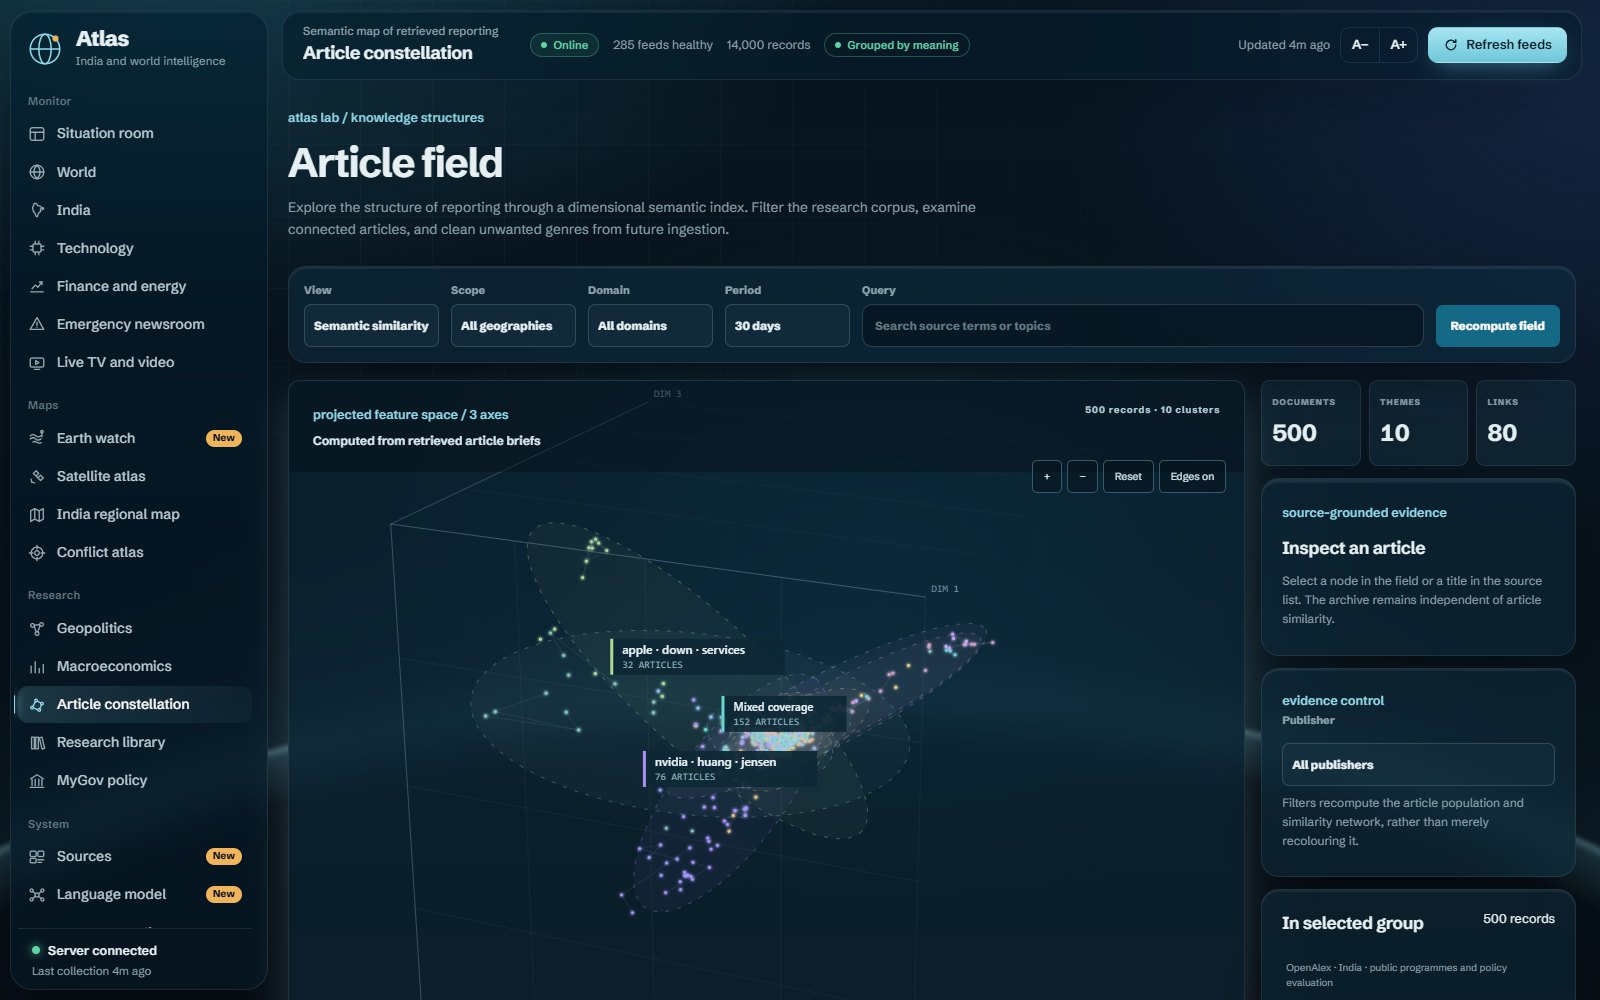 Atlas
India and world intelligence
Monitor
Situation room
World
India
Technology
Finance and energy
Emergency newsroom
Live TV and video
Maps
Earth watch New
Satellite atlas
India regional map
Conflict atlas
Research
Geopolitics
Macroeconomics
Article constellation
Research library
MyGov policy
System
Sources New
Language model New
Server connected
Last collection 4m ago
Semantic map of retrieved reporting
Article constellation
Online
285 feeds healthy
14,000 records
Grouped by meaning
Updated 4m ago
A− A+
Refresh feeds
atlas lab / knowledge structures
Article field
Explore the structure of reporting through a dimensional semantic index. Filter the research corpus, examine
connected articles, and clean unwanted genres from future ingestion.
View Scope Domain Period Query
Semantic similarity All geographies All domains 30 days Search source terms or topics Recompute field
DIM 3
projected feature space / 3 axes
Computed from retrieved article briefs
500 records · 10 clusters
+ − Reset Edges on
DIM 1
apple · down · services
32 ARTICLES
Mixed coverage
152 ARTICLES
nvidia · huang · jensen
76 ARTICLES
DOCUMENTS THEMES LINKS
500 10 80
source-grounded evidence
Inspect an article
Select a node in the field or a title in the source
list. The archive remains independent of article
similarity.
evidence control
Publisher
All publishers
Filters recompute the article population and
similarity network, rather than merely
recolouring it.
In selected group 500 records
OpenAlex · India · public programmes and policy
evaluation